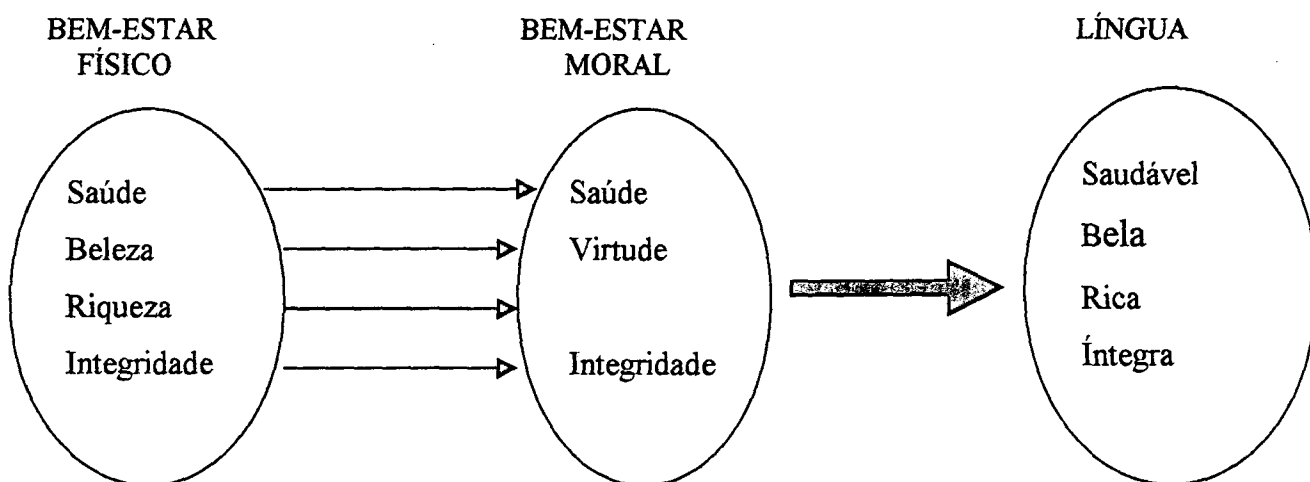 BEM-ESTAR
FÍSICO
Saúde
Beleza
Riqueza
Integridade
BEM-ESTAR
MORAL
Saúde
Virtude
Integridade
LÍNGUA
Saudável
Bela
Rica
Íntegra